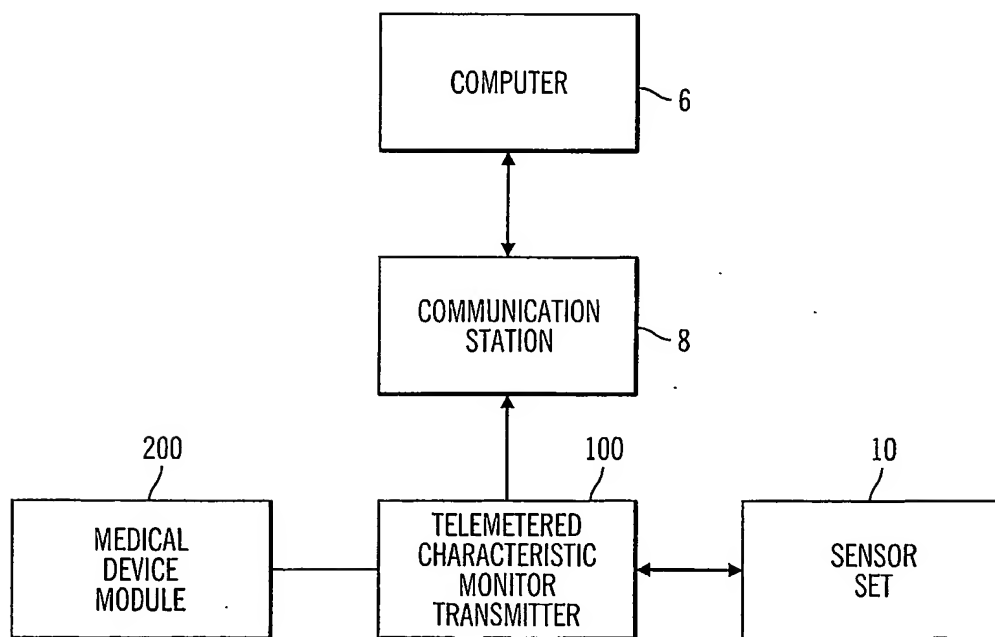 COMPUTER
6
COMMUNICATION
STATION
8
200
100
10
MEDICAL
DEVICE
MODULE
TELEMETERED
CHARACTERISTIC
MONITOR
TRANSMITTER
SENSOR
SET